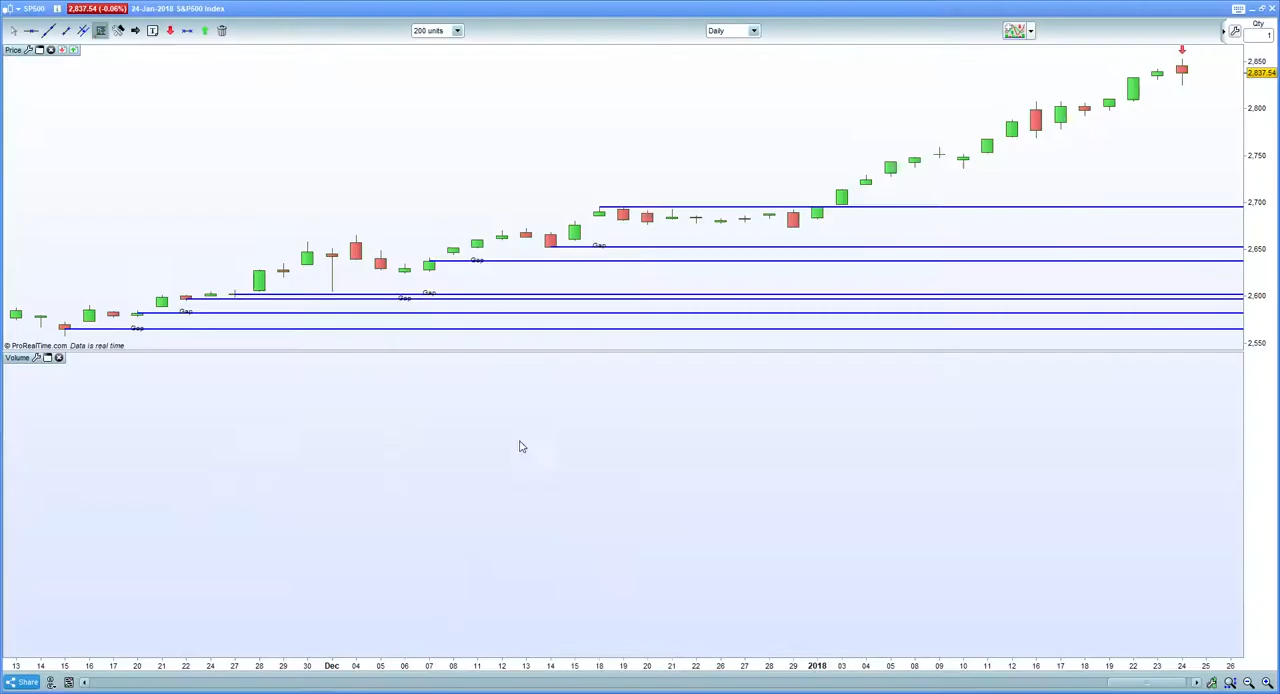 SP500 2,837.54 (-0.06%) 24-Jan-2018 S&P500 Index
200 units Daily Qty
1
Price
2,850
2,837.54
2,800
2,750
2,700
2,650
2,600
2,550
Gap
Gap
Gap
Gap
Gap
Gap
© ProRealTime.com Data is real time
Volume
13 14 15 16 17 20 21 22 24 27 28 29 30 Dec 04 05 06 07 08 11 12 13 14 15 18 19 20 21 22 26 27 28 29 2018 03 04 05 08 09 10 11 12 16 17 18 19 22 23 24 25 26
Share